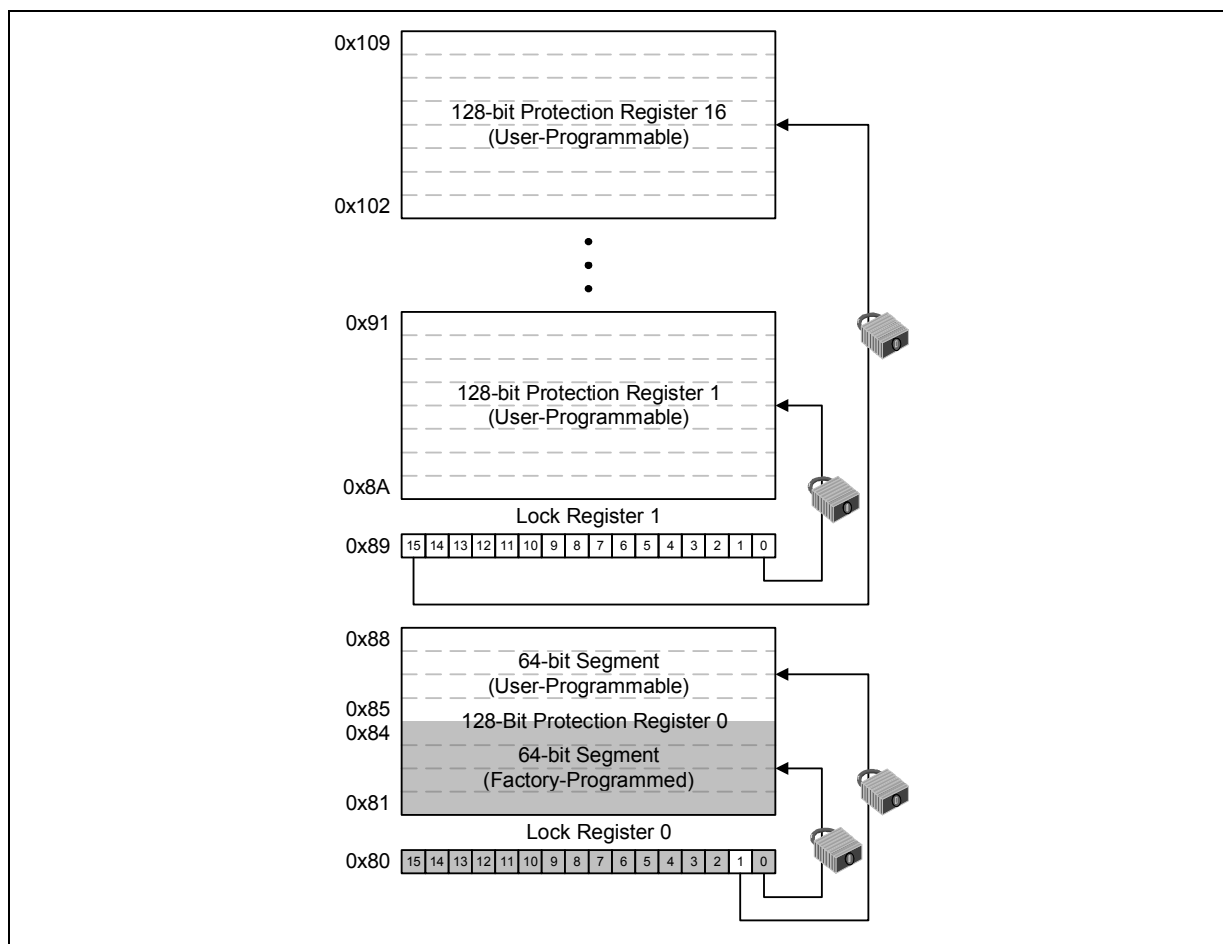 0x109
128-bit Protection Register 16
(User-Programmable)
0x102
0x91
128-bit Protection Register 1
(User-Programmable)
0x8A
Lock Register 1
0x89 15 14 13 12 11 10 9 8 7 6 5 4 3 2 1 0
0x88
64-bit Segment
(User-Programmable)
0x85
128-Bit Protection Register 0
0x84
64-bit Segment
(Factory-Programmed)
0x81
Lock Register 0
0x80 15 14 13 12 11 10 9 8 7 6 5 4 3 2 1 0